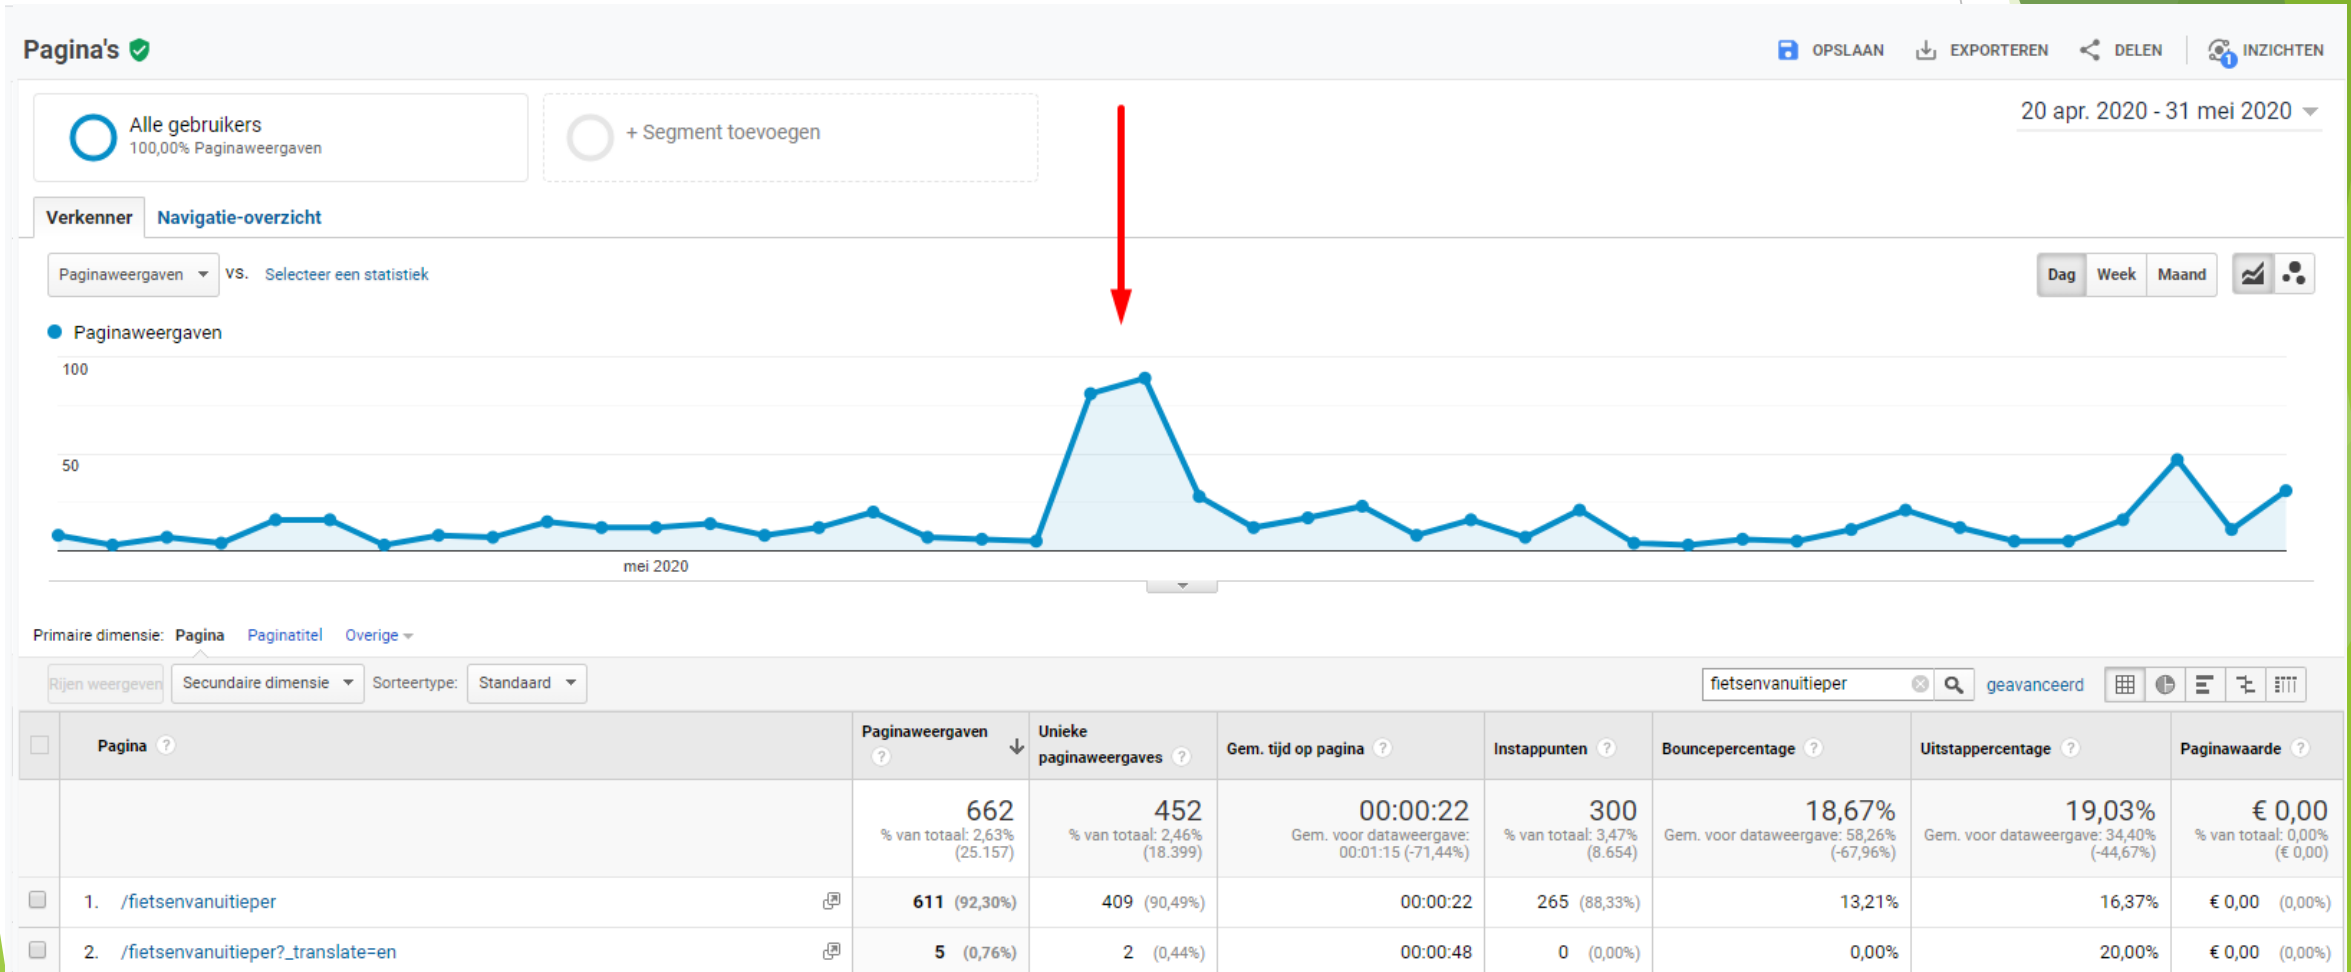 Pagina's
OPSLAAN EXPORTEREN DELEN 1 INZICHTEN
Alle gebruikers
100,00% Paginaweergaven
+ Segment toevoegen
20 apr. 2020 - 31 mei 2020
Verkenner Navigatie-overzicht
Paginaweergaven VS. Selecteer een statistiek
Dag Week Maand
Paginaweergaven
100
50
mei 2020
Primaire dimensie: Pagina Paginatitel Overige
Rijen weergeven Secundaire dimensie Sorteertype: Standaard
fietsenvanuitieper geavanceerd
Pagina ? Paginaweergaven ? Unieke paginaweergaves ? Gem. tijd op pagina ? Instappunten ? Bouncepercentage ? Uitstappercentage ? Paginawaarde ?
662 452 00:00:22 300 18,67% 19,03% € 0,00
% van totaal: 2,63% % van totaal: 2,46% Gem. voor dataweergave: % van totaal: 3,47% Gem. voor dataweergave: 58,26% Gem. voor dataweergave: 34,40% % van totaal: 0,00%
(25.157) (18.399) 00:01:15 (-71,44%) (8.654) (-67,96%) (-44,67%) (€ 0,00)
1. /fietsenvanuitieper 611 (92,30%) 409 (90,49%) 00:00:22 265 (88,33%) 13,21% 16,37% € 0,00 (0,00%)
2. /fietsenvanuitieper?_translate=en 5 (0,76%) 2 (0,44%) 00:00:48 0 (0,00%) 0,00% 20,00% € 0,00 (0,00%)